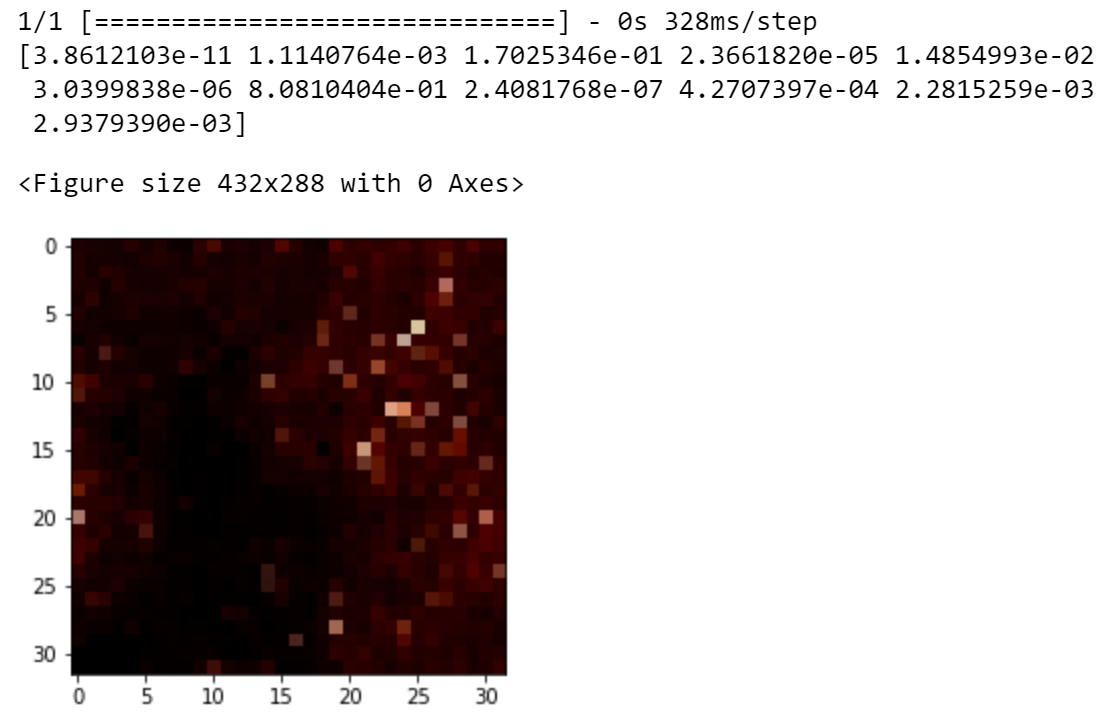 1/1 [==============================] - 0s 328ms/step
[3.8612103e-11 1.1140764e-03 1.7025346e-01 2.3661820e-05 1.4854993e-02
3.0399838e-06 8.0810404e-01 2.4081768e-07 4.2707397e-04 2.2815259e-03
2.9379390e-03]
<Figure size 432x288 with 0 Axes>
0
5
10
15
20
25
30
0 5 10 15 20 25 30